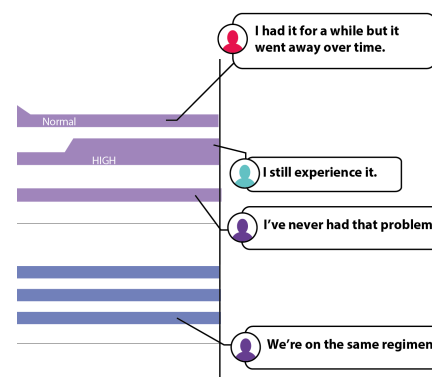 I had it for a while but it
went away over time.
Normal
HIGH
I still experience it.
I've never had that problem
We're on the same regimen